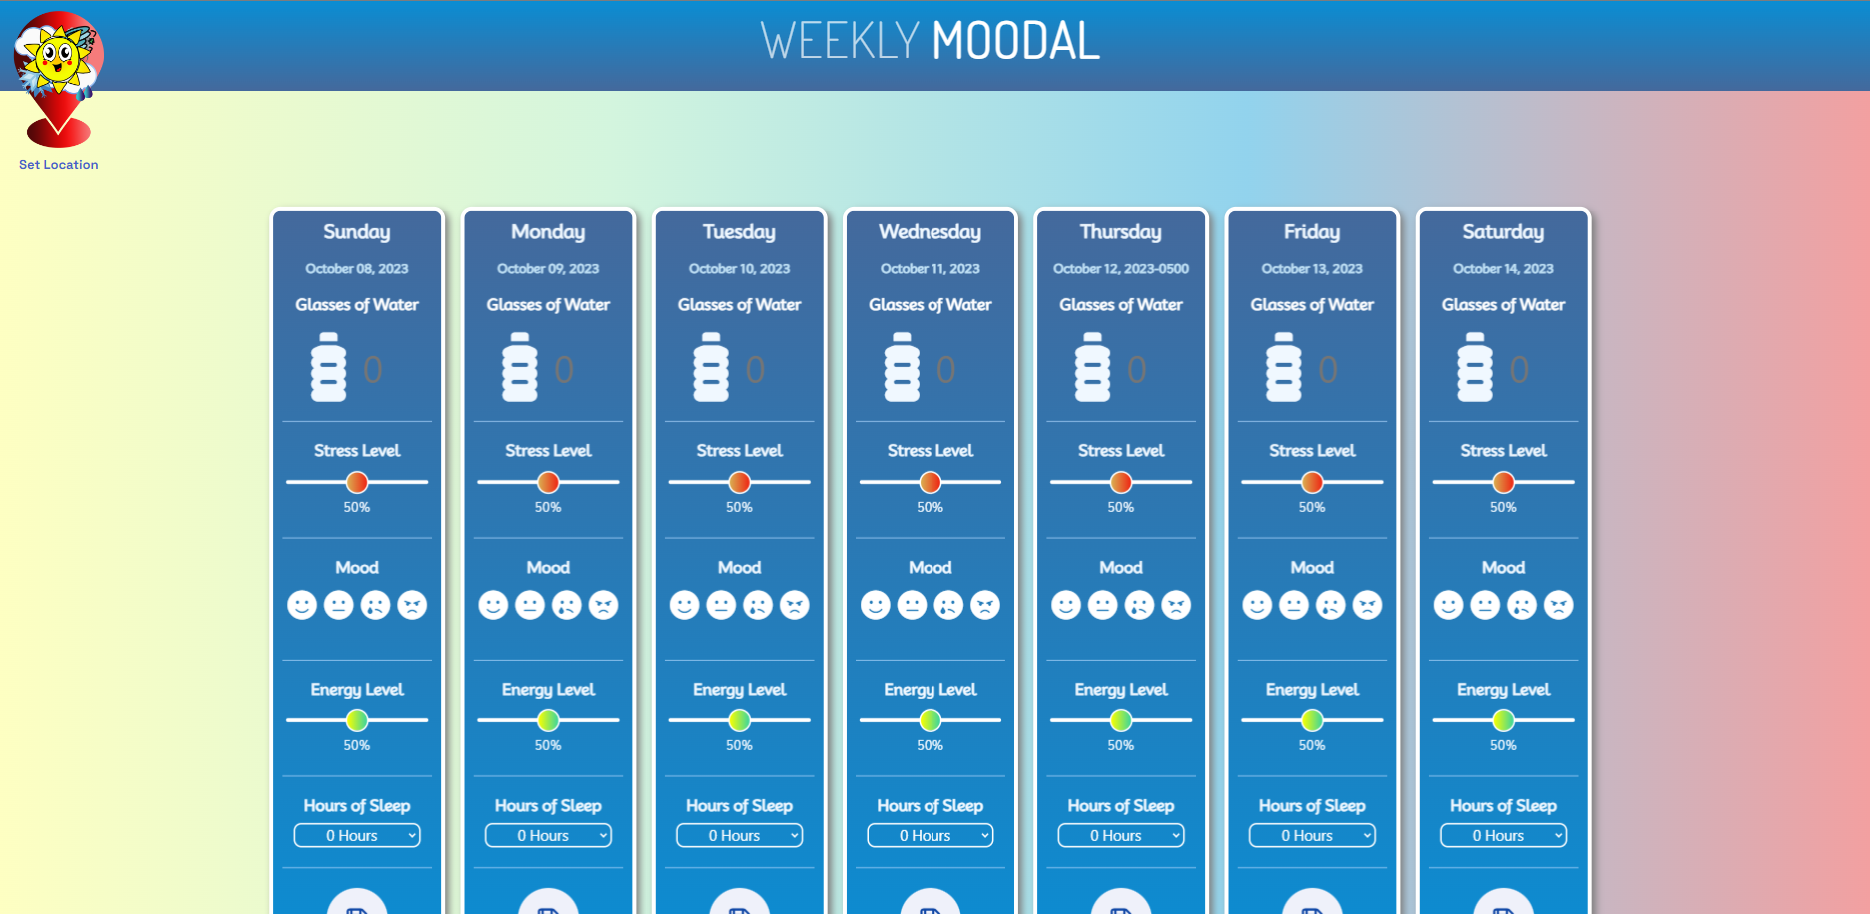 WEEKLY MOODAL
Set Location
Sunday
October 08, 2023
Glasses of Water
0
Stress Level
50%
Mood
Energy Level
50%
Hours of Sleep
0 Hours
Monday
October 09, 2023
Glasses of Water
0
Stress Level
50%
Mood
Energy Level
50%
Hours of Sleep
0 Hours
Tuesday
October 10, 2023
Glasses of Water
0
Stress Level
50%
Mood
Energy Level
50%
Hours of Sleep
0 Hours
Wednesday
October 11, 2023
Glasses of Water
0
Stress Level
50%
Mood
Energy Level
50%
Hours of Sleep
0 Hours
Thursday
October 12, 2023-0500
Glasses of Water
0
Stress Level
50%
Mood
Energy Level
50%
Hours of Sleep
0 Hours
Friday
October 13, 2023
Glasses of Water
0
Stress Level
50%
Mood
Energy Level
50%
Hours of Sleep
0 Hours
Saturday
October 14, 2023
Glasses of Water
0
Stress Level
50%
Mood
Energy Level
50%
Hours of Sleep
0 Hours